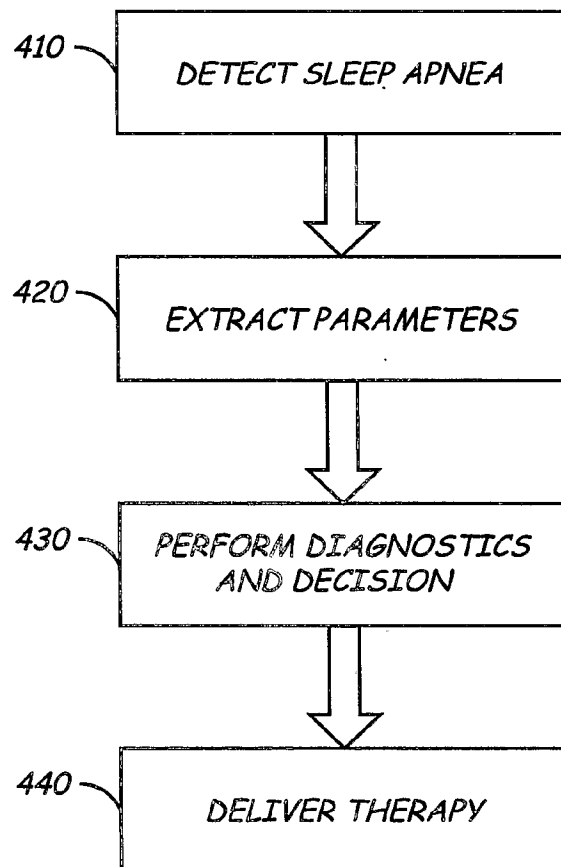 410
DETECT SLEEP APNEA
420
EXTRACT PARAMETERS
430
PERFORM DIAGNOSTICS
AND DECISION
440
DELIVER THERAPY